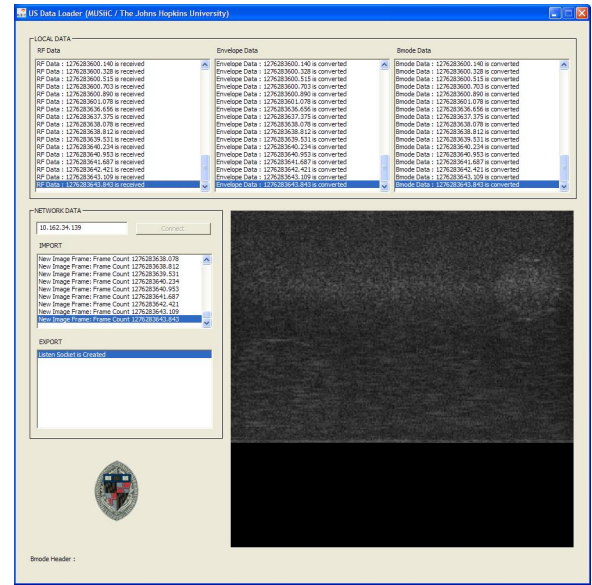 US Data Loader (MUSiiC / The Johns Hopkins University)
LOCAL DATA
RF Data
RF Data : 1276283600.140 is received
RF Data : 1276283600.328 is received
RF Data : 1276283600.515 is received
RF Data : 1276283600.703 is received
RF Data : 1276283600.890 is received
RF Data : 1276283601.078 is received
RF Data : 1276283636.656 is received
RF Data : 1276283637.375 is received
RF Data : 1276283638.078 is received
RF Data : 1276283638.812 is received
RF Data : 1276283639.531 is received
RF Data : 1276283640.234 is received
RF Data : 1276283640.953 is received
RF Data : 1276283641.687 is received
RF Data : 1276283642.421 is received
RF Data : 1276283643.109 is received
RF Data : 1276283643.843 is received
Envelope Data
Envelope Data : 1276283600.140 is converted
Envelope Data : 1276283600.328 is converted
Envelope Data : 1276283600.515 is converted
Envelope Data : 1276283600.703 is converted
Envelope Data : 1276283600.890 is converted
Envelope Data : 1276283601.078 is converted
Envelope Data : 1276283636.656 is converted
Envelope Data : 1276283637.375 is converted
Envelope Data : 1276283638.078 is converted
Envelope Data : 1276283638.812 is converted
Envelope Data : 1276283639.531 is converted
Envelope Data : 1276283640.234 is converted
Envelope Data : 1276283640.953 is converted
Envelope Data : 1276283641.687 is converted
Envelope Data : 1276283642.421 is converted
Envelope Data : 1276283643.109 is converted
Envelope Data : 1276283643.843 is converted
Bmode Data
Bmode Data : 1276283600.140 is converted
Bmode Data : 1276283600.328 is converted
Bmode Data : 1276283600.515 is converted
Bmode Data : 1276283600.703 is converted
Bmode Data : 1276283600.890 is converted
Bmode Data : 1276283601.078 is converted
Bmode Data : 1276283636.656 is converted
Bmode Data : 1276283637.375 is converted
Bmode Data : 1276283638.078 is converted
Bmode Data : 1276283638.812 is converted
Bmode Data : 1276283639.531 is converted
Bmode Data : 1276283640.234 is converted
Bmode Data : 1276283640.953 is converted
Bmode Data : 1276283641.687 is converted
Bmode Data : 1276283642.421 is converted
Bmode Data : 1276283643.109 is converted
Bmode Data : 1276283643.843 is converted
NETWORK DATA
10.162.34.139
Connect
IMPORT
New Image Frame: Frame Count 1276283638.078
New Image Frame: Frame Count 1276283638.812
New Image Frame: Frame Count 1276283639.531
New Image Frame: Frame Count 1276283640.234
New Image Frame: Frame Count 1276283640.953
New Image Frame: Frame Count 1276283641.687
New Image Frame: Frame Count 1276283642.421
New Image Frame: Frame Count 1276283643.109
New Image Frame: Frame Count 1276283643.843
EXPORT
Listen Socket is Created
Bmode Header :